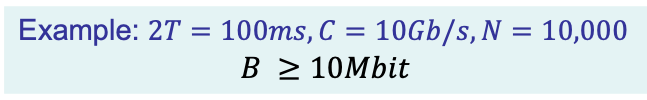 Example: 2T = 100ms, C = 10Gb/s, N = 10,000
B ≥ 10Mbit